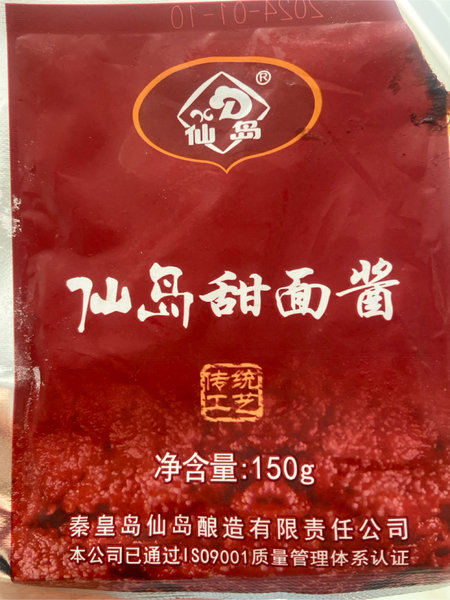 2024-01-10
®
仙岛
仙岛甜面酱
传统
工艺
净含量:150g
秦皇岛仙岛酿造有限责任公司
本公司已通过ISO9001质量管理体系认证